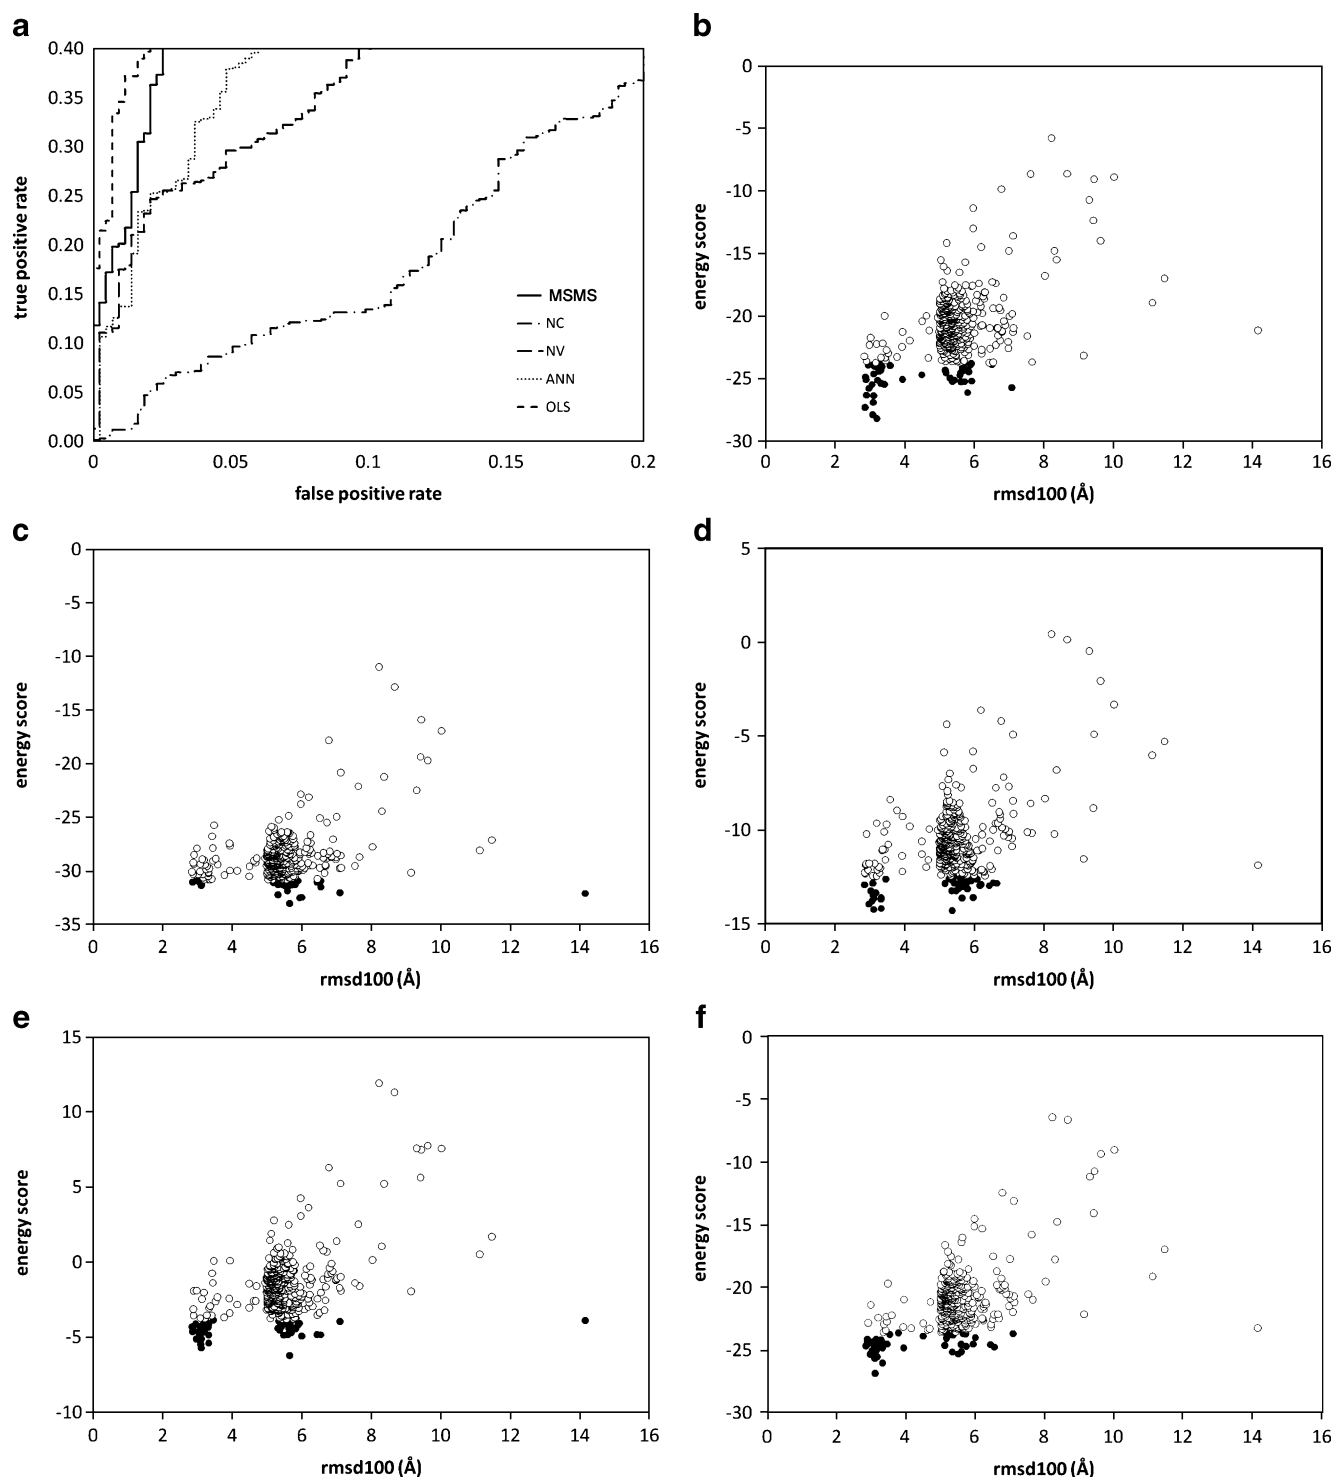 a
0.40
0.35
0.30
0.25
0.20
0.15
0.10
0.05
0.00
true positive rate
MSMS
NC
NV
ANN
OLS
0 0.05 0.1 0.15 0.2
false positive rate
b
0
-5
-10
-15
-20
-25
-30
energy score
0 2 4 6 8 10 12 14 16
rmsd100 (Å)
c
0
-5
-10
-15
-20
-25
-30
-35
energy score
0 2 4 6 8 10 12 14 16
rmsd100 (Å)
d
5
0
-5
-10
-15
energy score
0 2 4 6 8 10 12 14 16
rmsd100 (Å)
e
15
10
5
0
-5
-10
energy score
0 2 4 6 8 10 12 14 16
rmsd100 (Å)
f
0
-5
-10
-15
-20
-25
-30
energy score
0 2 4 6 8 10 12 14 16
rmsd100 (Å)